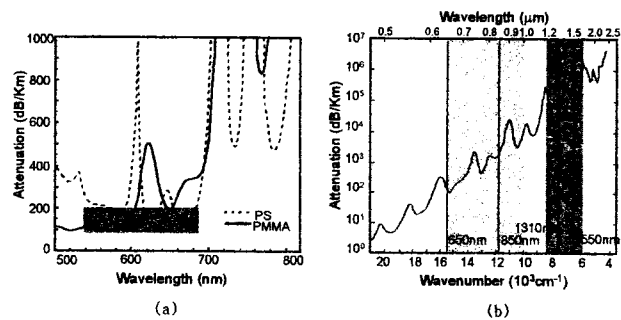 (a)
Attenuation (dB/Km)
1000
800
600
400
200
0
500
600
700
800
PS
PMMA
Wavelength (nm)
(a)
(b)
Wavelength (μm)
0.5 0.6 0.7 0.8 0.9 1.0 1.2 1.5 2.0 2.5
Attenuation (dB/Km)
10⁷
10⁶
10⁵
10⁴
10³
10²
10¹
10⁰
650nm
850nm
1310n
550nm
20 18 16 14 12 10 8 6 4
Wavenumber (10³cm⁻¹)
(b)